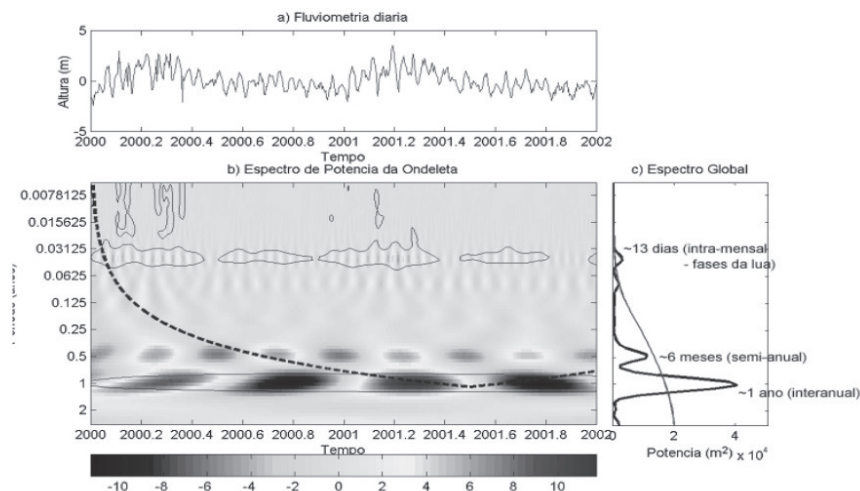 a) Fluviometria diaria
5
0
-5
Altura (m)
2000 2000.2 2000.4 2000.6 2000.8 2001 2001.2 2001.4 2001.6 2001.8 2002
Tempo
b) Espectro de Potencia da Ondeleta
0.0078125
0.015625
0.03125
0.0625
0.125
0.25
0.5
1
2
2000 2000.2 2000.4 2000.6 2000.8 2001 2001.2 2001.4 2001.6 2001.8 2002
Tempo
-10 -8 -6 -4 -2 0 2 4 6 8 10
c) Espectro Global
~13 dias (intra-mensal
- fases da lua)
~6 meses (semi-anual)
~1 ano (interanual)
0 2 4
Potencia (m²) x 10⁴